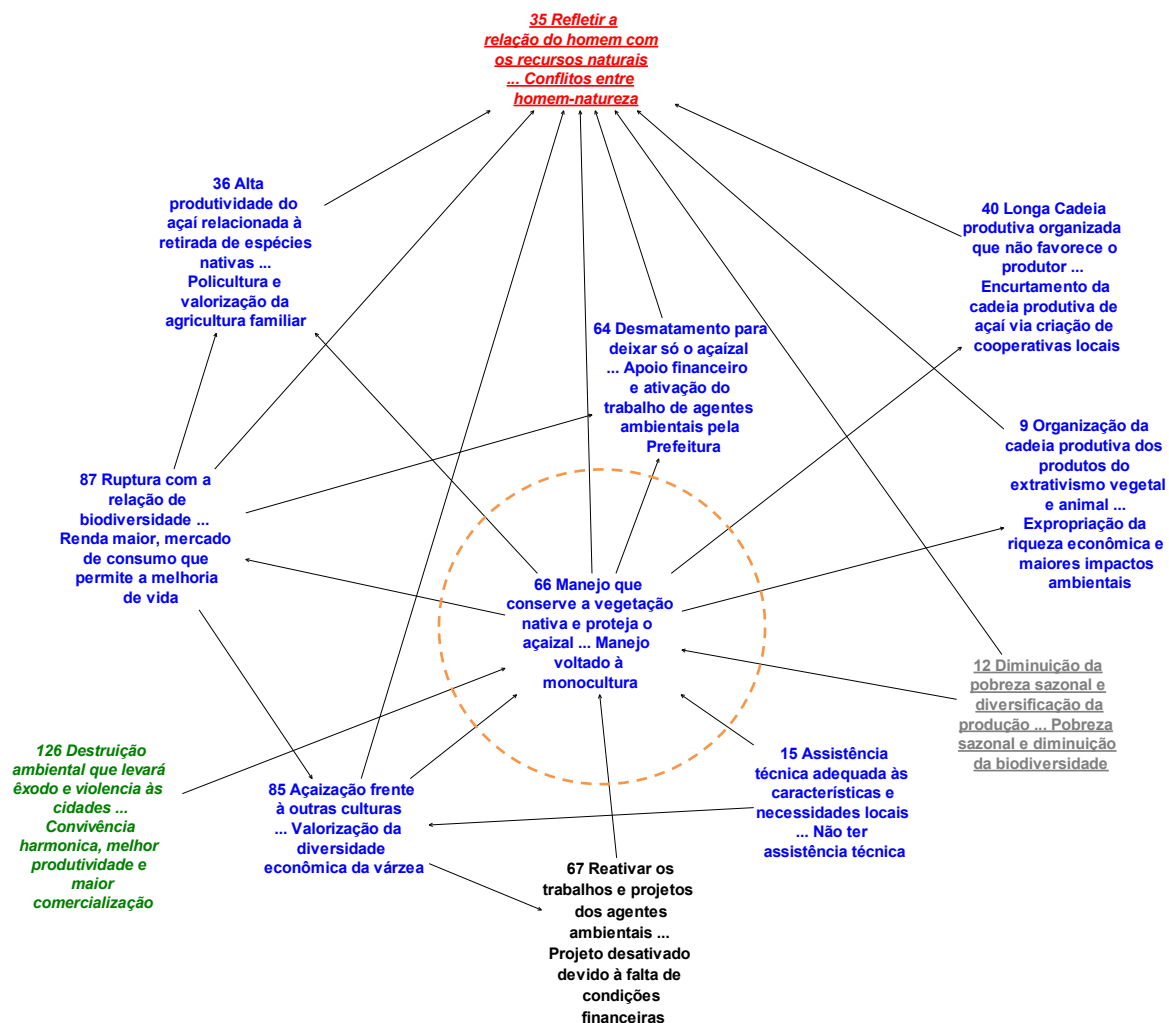 35 Refletir a
relação do homem com
os recursos naturais
... Conflitos entre
homem-natureza
36 Alta
produtividade do
açaí relacionada à
retirada de espécies
nativas ...
Policultura e
valorização da
agricultura familiar
40 Longa Cadeia
produtiva organizada
que não favorece o
produtor ...
Encurtamento da
cadeia produtiva de
açaí via criação de
cooperativas locais
64 Desmatamento para
deixar só o açaízal
... Apoio financeiro
e ativação do
trabalho de agentes
ambientais pela
Prefeitura
9 Organização da
cadeia produtiva dos
produtos do
extrativismo vegetal
e animal ...
Expropriação da
riqueza econômica e
maiores impactos
ambientais
87 Ruptura com a
relação de
biodiversidade ...
Renda maior, mercado
de consumo que
permite a melhoria
de vida
66 Manejo que
conserve a vegetação
nativa e proteja o
açaizal ... Manejo
voltado à
monocultura
12 Diminuição da
pobreza sazonal e
diversificação da
produção ... Pobreza
sazonal e diminuição
da biodiversidade
126 Destruição
ambiental que levará
êxodo e violencia às
cidades ...
Convivência
harmonica, melhor
produtividade e
maior
comercialização
85 Açaização frente
à outras culturas
... Valorização da
diversidade
econômica da várzea
15 Assistência
técnica adequada às
características e
necessidades locais
... Não ter
assistência técnica
67 Reativar os
trabalhos e projetos
dos agentes
ambientais ...
Projeto desativado
devido à falta de
condições
financeiras